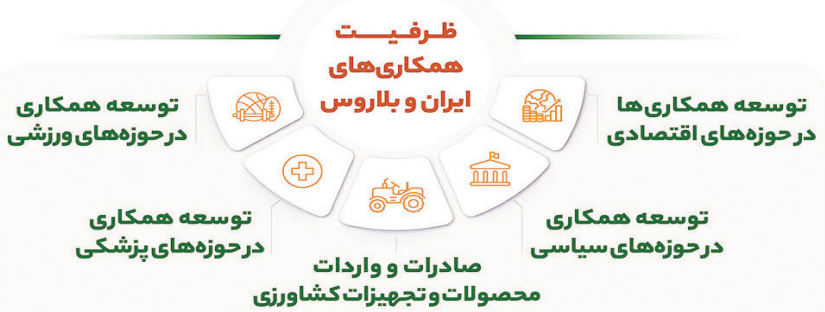 ظرفیت
همکاری‌های
ایران و بلاروس
توسعه همکاری‌ها
در حوزه‌های اقتصادی
توسعه همکاری
در حوزه‌های سیاسی
صادرات و واردات
محصولات و تجهیزات کشاورزی
توسعه همکاری
در حوزه‌های پزشکی
توسعه همکاری
در حوزه‌های ورزشی